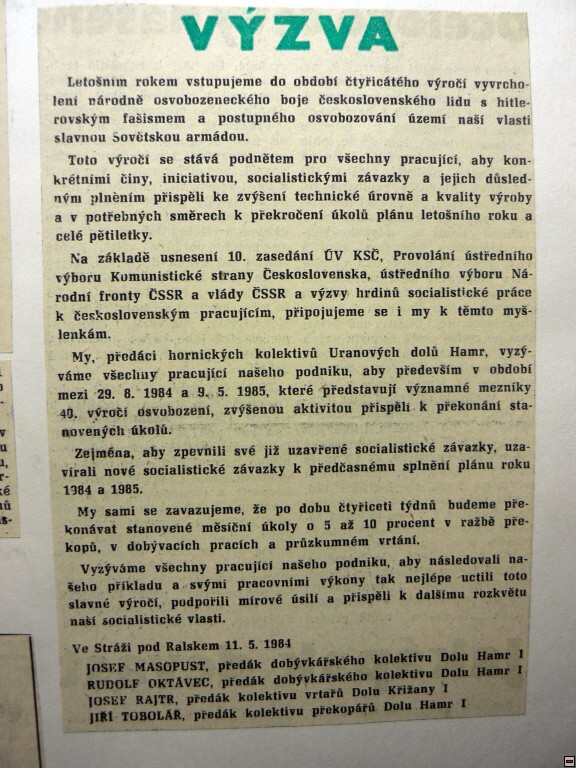 VÝZVA
Letošním rokem vstupujeme do období čtyřicátého výročí vyvrcho-
lení národně osvobozeneckého boje československého lidu s hitle-
rovským fašismem a postupného osvobozování území naší vlasti
slavnou Sovětskou armádou.
Toto výročí se stává podnětem pro všechny pracující, aby kon-
krétními činy, iniciativou, socialistickými závazky a jejich důsled-
ným plněním přispěli ke zvýšení technické úrovně a kvality výroby
a v potřebných směrech k překročení úkolů plánu letošního roku a
celé pětiletky.
Na základě usnesení 10. zasedání ÚV KSČ, Provolání ústředního
výboru Komunistické strany Československa, ústředního výboru Ná-
rodní fronty ČSSR a vlády ČSSR a výzvy hrdinů socialistické práce
k československým pracujícím, připojujeme se i my k těmto myš-
lenkám.
My, předáci hornických kolektivů Uranových dolů Hamr, vyzý-
váme všechny pracující našeho podniku, aby především v období
mezi 29. 8. 1984 a 9. 5. 1985, které představují významné mezníky
40. výročí osvobození, zvýšenou aktivitou přispěli k překonání sta-
novených úkolů.
Zejména, aby zpevnili své již uzavřené socialistické závazky, uza-
vírali nové socialistické závazky k předčasnému splnění plánu roku
1984 a 1985.
My sami se zavazujeme, že po dobu čtyřiceti týdnů budeme pře-
konávat stanovené měsíční úkoly o 5 až 10 procent v ražbě pře-
kopů, v dobývacích pracích a průzkumném vrtání.
Vyzýváme všechny pracující našeho podniku, aby následovali na-
šeho příkladu a svými pracovními výkony tak nejlépe uctili toto
slavné výročí, podpořili mírové úsilí a přispěli k dalšímu rozkvětu
naší socialistické vlasti.
Ve Stráži pod Ralskem 11. 5. 1984
JOSEF MASOPUST, předák dobývkářského kolektivu Dolu Hamr I
RUDOLF OKTÁVEC, předák dobývkářského kolektivu Dolu Hamr I
JOSEF RAJTR, předák kolektivu vrtařů Dolu Křižany I
JIŘÍ TOBOLÁŘ, předák kolektivu překopářů Dolu Hamr I